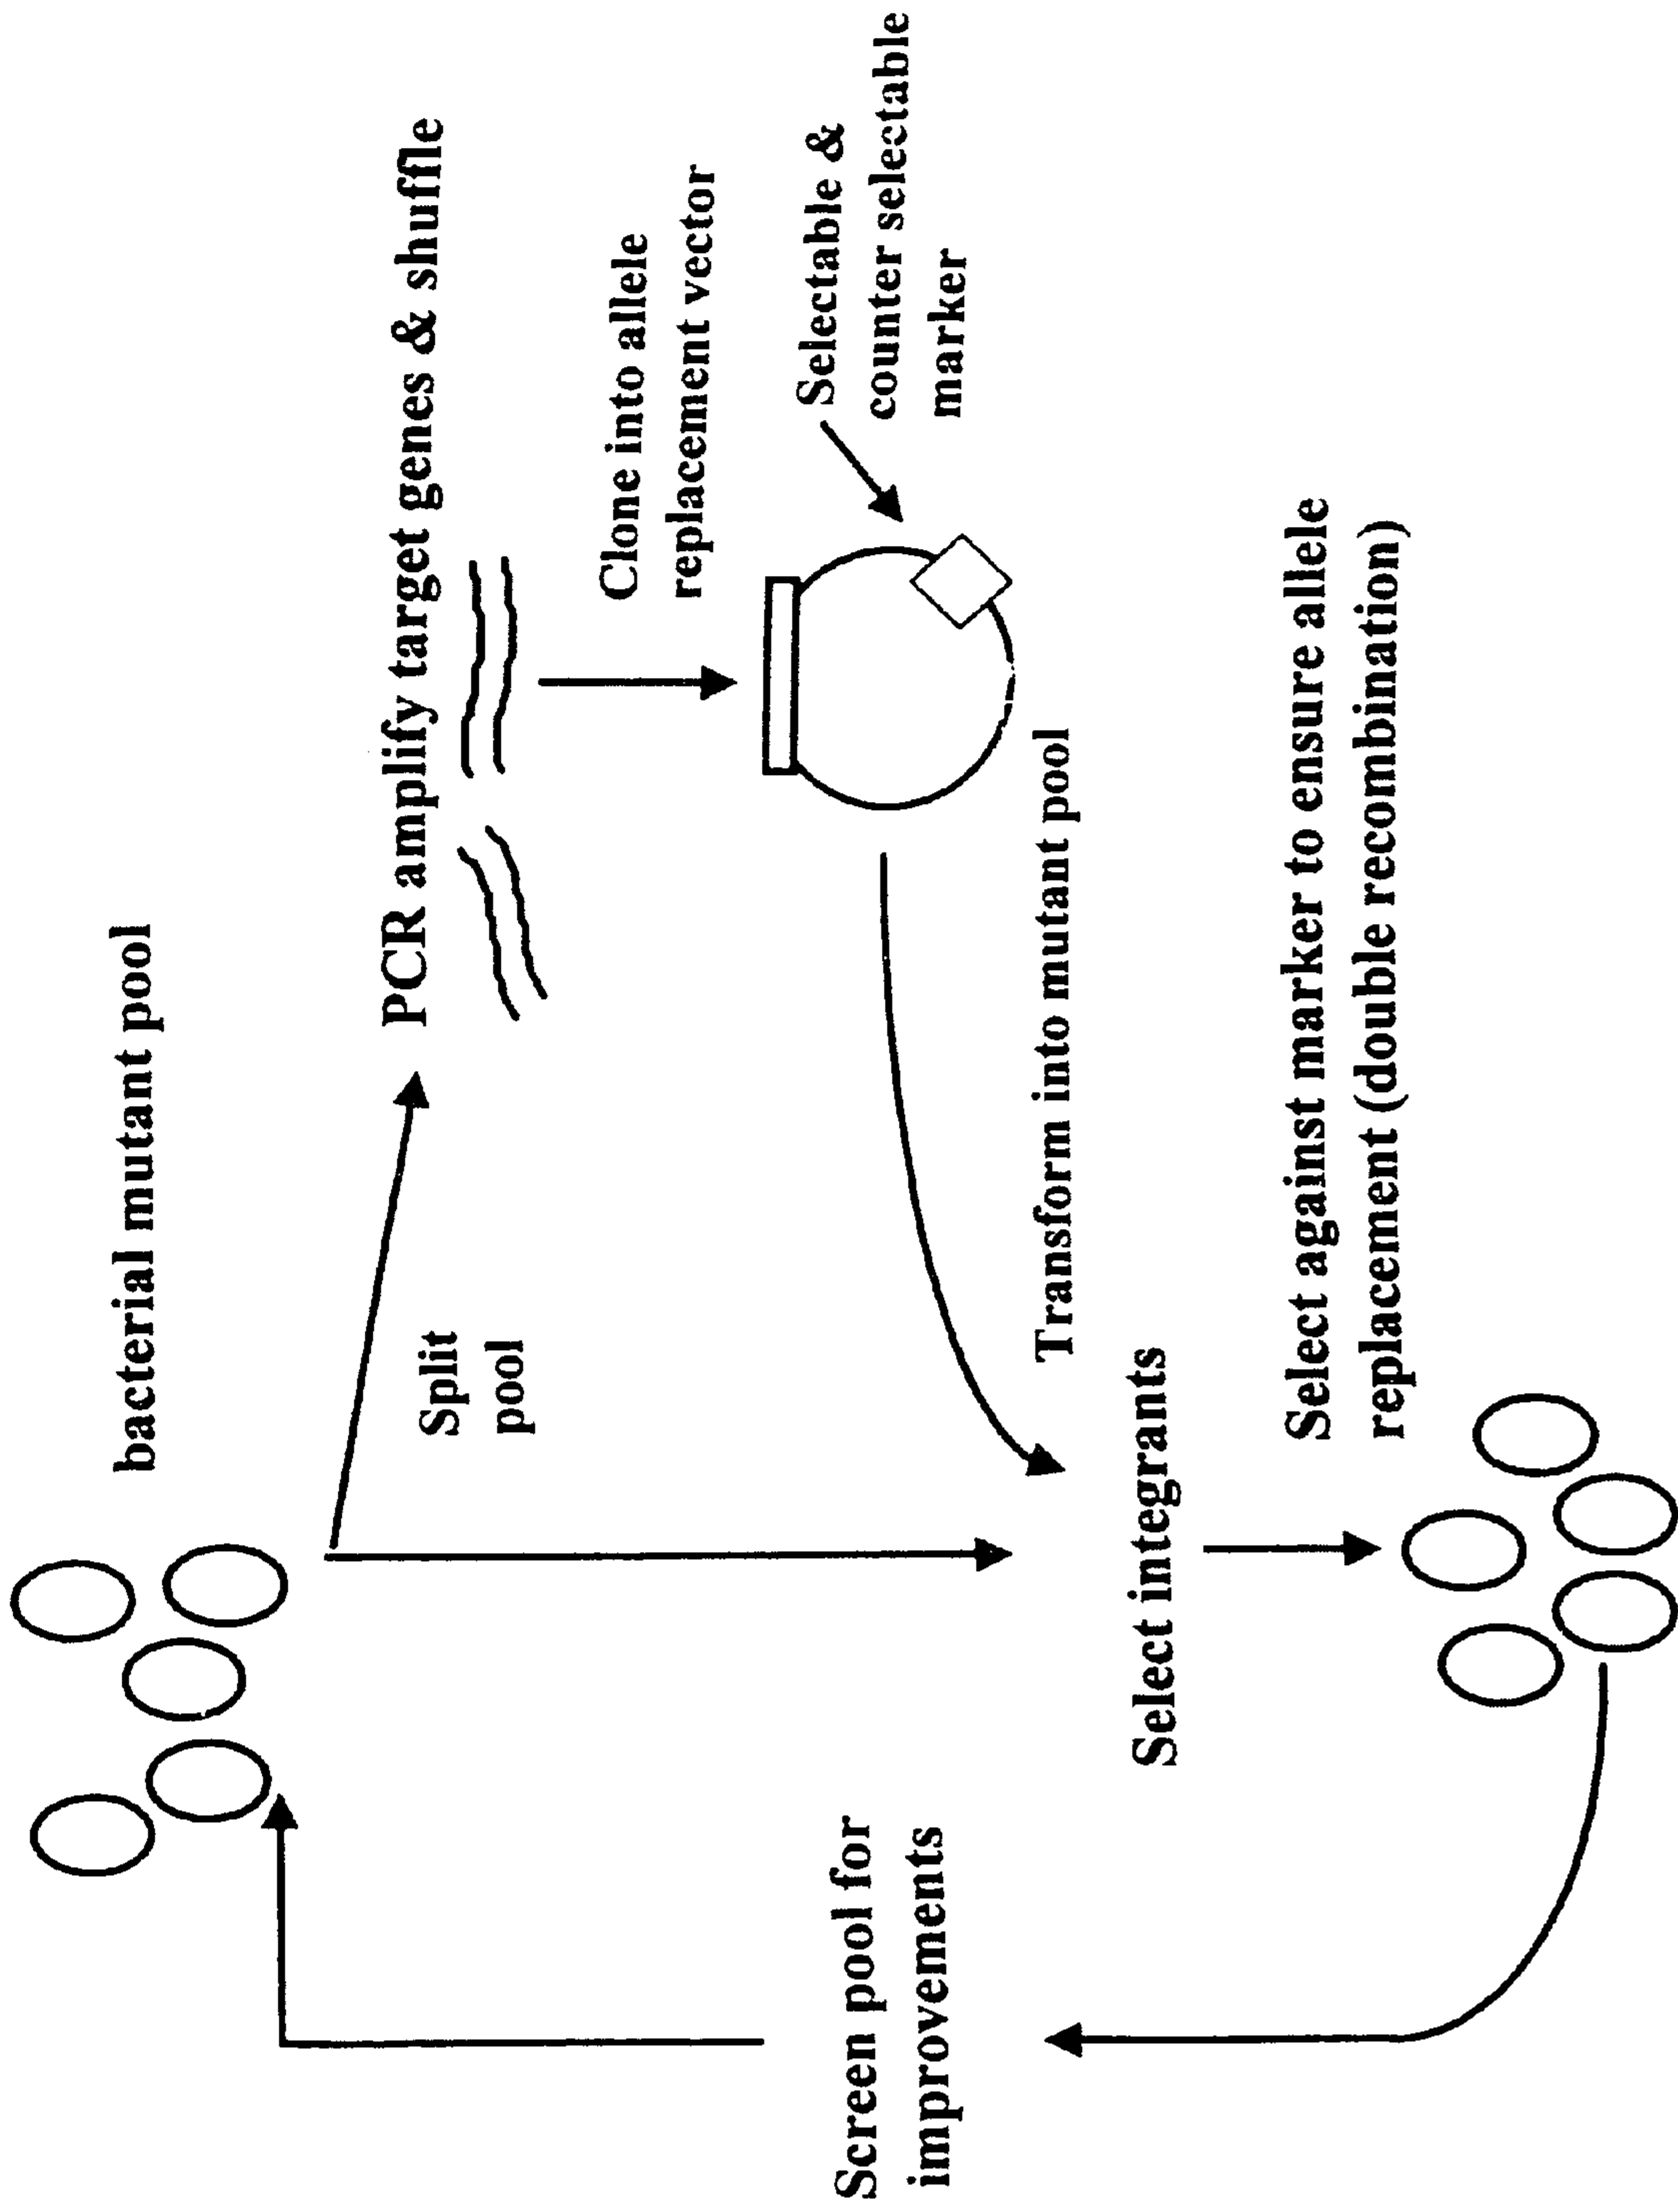 bacterial mutant pool
PCR amplify target genes & shuffle
Split
pool
Clone into allele
replacement vector
Selectable &
counter selectable
marker
Transform into mutant pool
Screen pool for
improvements
Select integrants
Select against marker to ensure allele
replacement (double recombination)